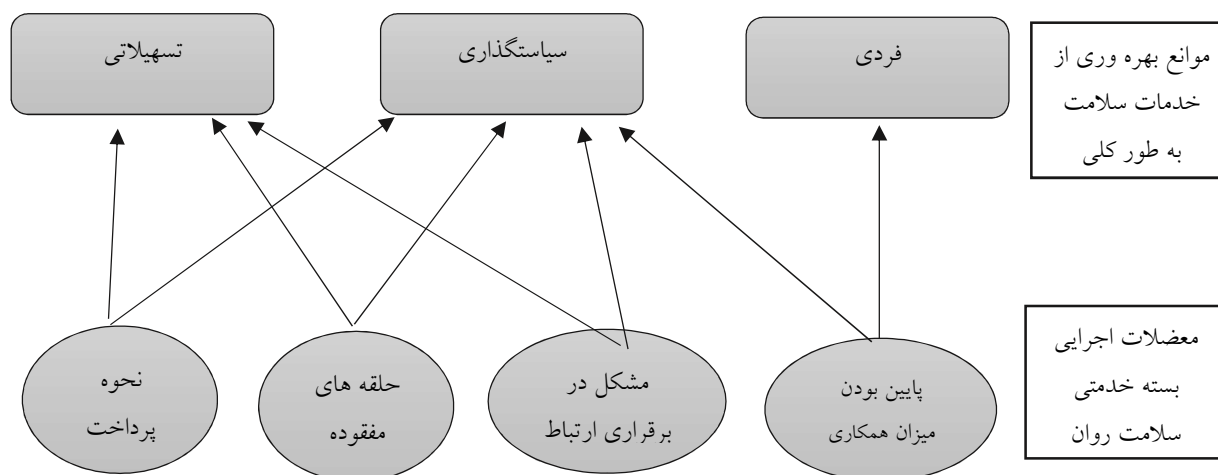 موانع بهره وری از
خدمات سلامت
به طور کلی
فردی
سیاستگذاری
تسهیلاتی
معضلات اجرایی
بسته خدمتی
سلامت روان
پایین بودن
میزان همکاری
مشکل در
برقراری ارتباط
حلقه های
مفقوده
نحوه
پرداخت